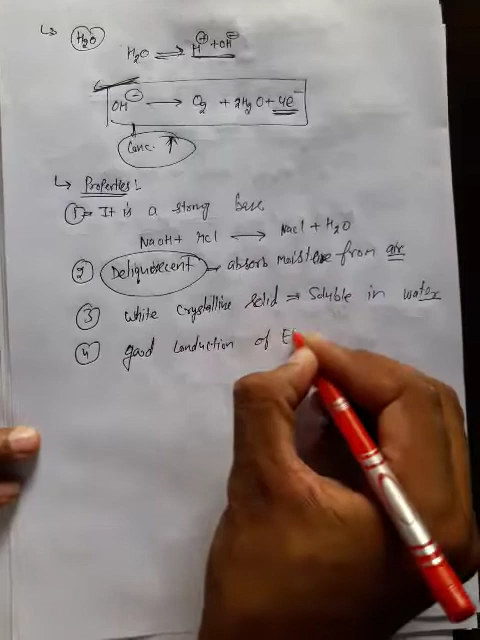 ↳ H₂O
H₂O ⇌ H⁺ + OH⁻
OH⁻ → O₂ + 2H₂O + 4e⁻
Conc. ↑
↳ Properties:
① It is a strong base
NaOH + HCl ⟷ NaCl + H₂O
② Deliquescent → absorb moisture from air
③ white crystalline solid ⇒ Soluble in water
④ good conduction of E